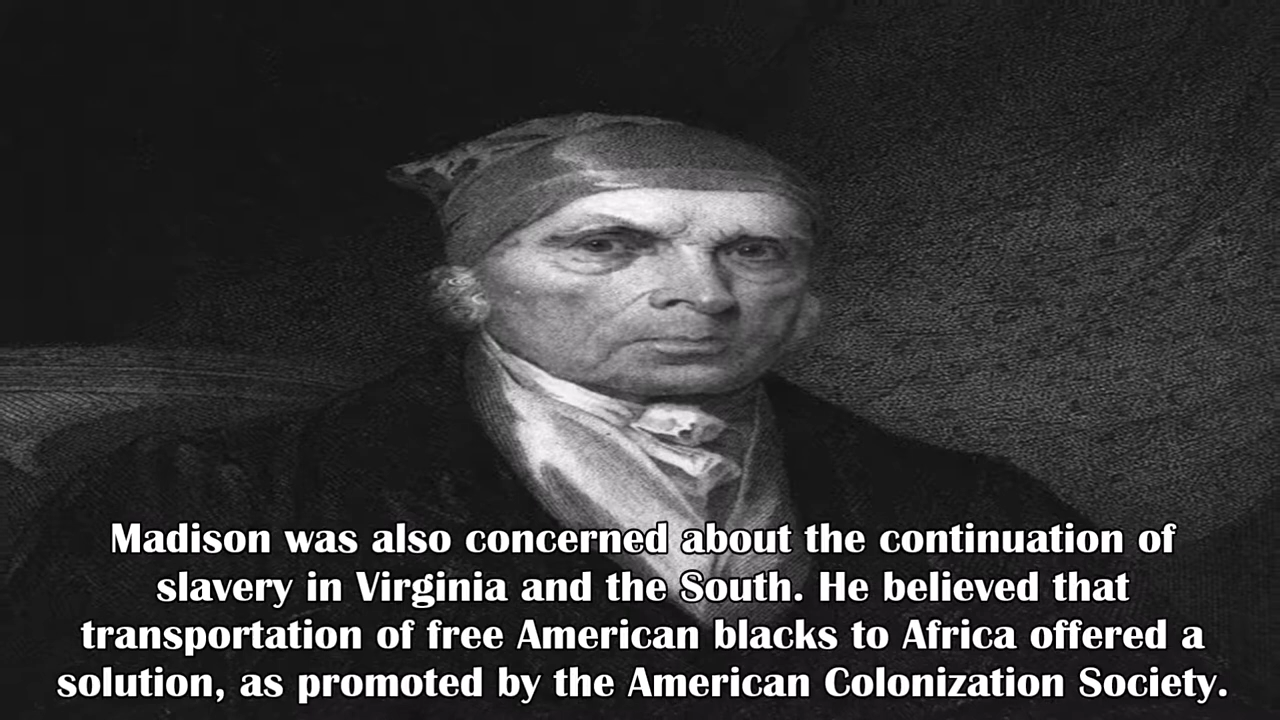 Madison was also concerned about the continuation of
slavery in Virginia and the South. He believed that
transportation of free American blacks to Africa offered a
solution, as promoted by the American Colonization Society.